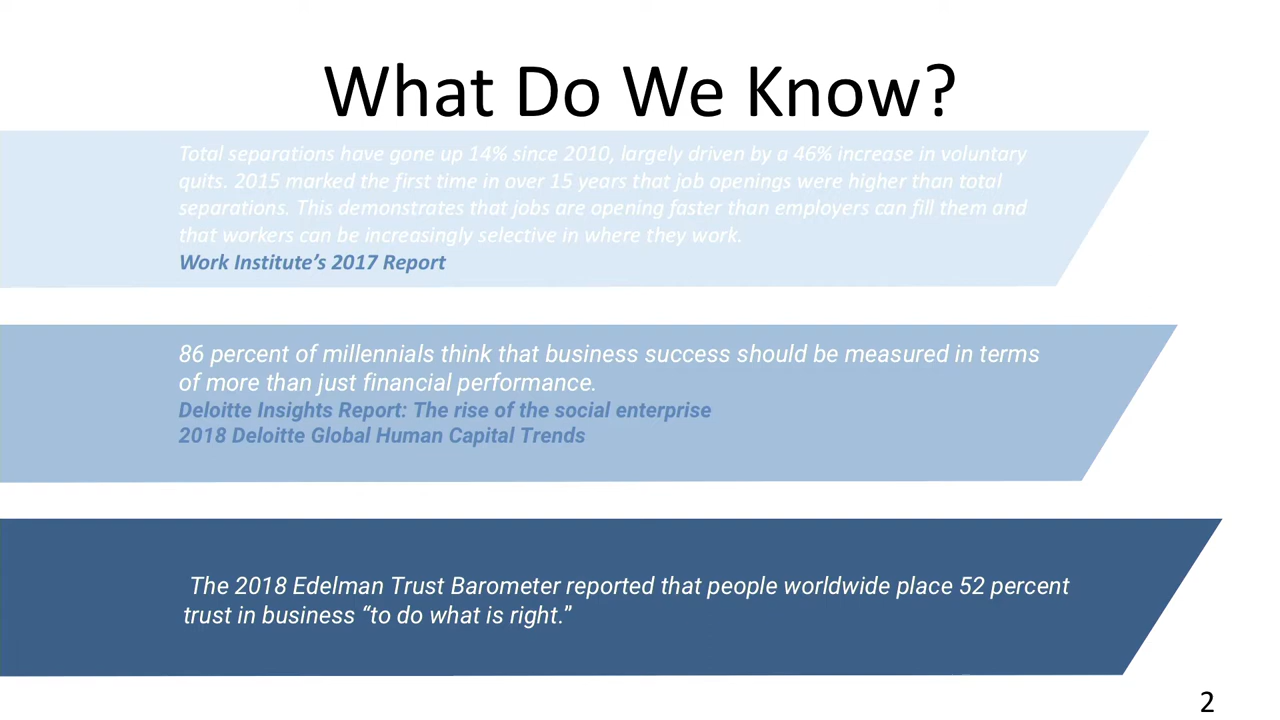 What Do We Know?
Total separations have gone up 14% since 2010, largely driven by a 46% increase in voluntary
quits. 2015 marked the first time in over 15 years that job openings were higher than total
separations. This demonstrates that jobs are opening faster than employers can fill them and
that workers can be increasingly selective in where they work.
Work Institute’s 2017 Report
86 percent of millennials think that business success should be measured in terms
of more than just financial performance.
Deloitte Insights Report: The rise of the social enterprise
2018 Deloitte Global Human Capital Trends
The 2018 Edelman Trust Barometer reported that people worldwide place 52 percent
trust in business “to do what is right.”
2